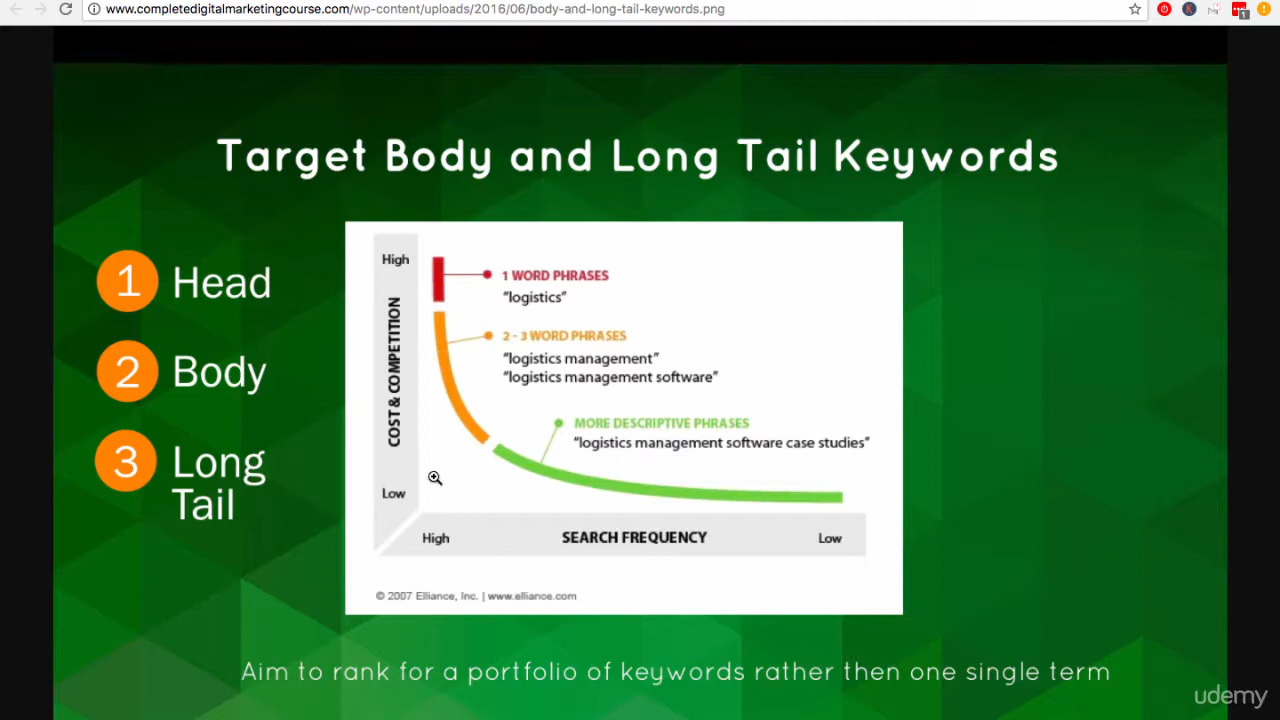 www.completedigitalmarketingcourse.com/wp-content/uploads/2016/06/body-and-long-tail-keywords.png
1
Target Body and Long Tail Keywords
1 Head
2 Body
3 Long
Tail
High
COST & COMPETITION
Low
1 WORD PHRASES
"logistics"
2 - 3 WORD PHRASES
"logistics management"
"logistics management software"
MORE DESCRIPTIVE PHRASES
"logistics management software case studies"
High
SEARCH FREQUENCY
Low
© 2007 Elliance, Inc. | www.elliance.com
Aim to rank for a portfolio of keywords rather then one single term
udemy